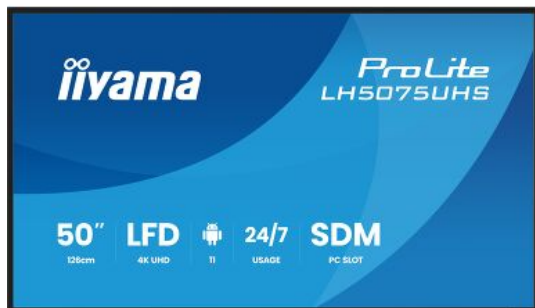 iiyama
ProLite
LH5075UHS
50" LFD 24/7 SDM
126cm 4K UHD 11 USAGE PC SLOT